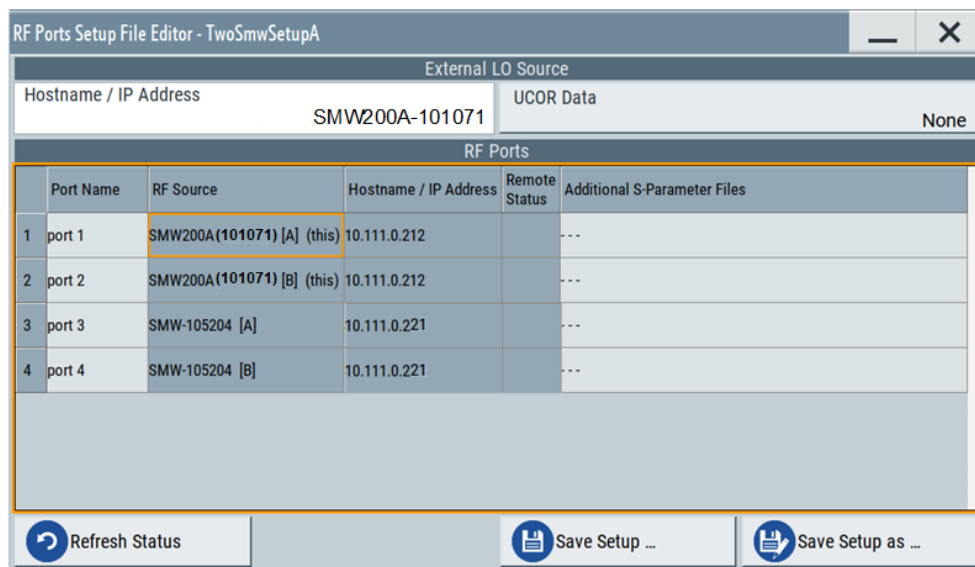 RF Ports Setup File Editor - TwoSmwSetupA
External LO Source
Hostname / IP Address
SMW200A-101071
UCOR Data
None
RF Ports
Port Name RF Source Hostname / IP Address Remote Status Additional S-Parameter Files
1 port 1 SMW200A(101071) [A] (this) 10.111.0.212 - - -
2 port 2 SMW200A(101071) [B] (this) 10.111.0.212 - - -
3 port 3 SMW-105204 [A] 10.111.0.221 - - -
4 port 4 SMW-105204 [B] 10.111.0.221 - - -
Refresh Status Save Setup ... Save Setup as ...